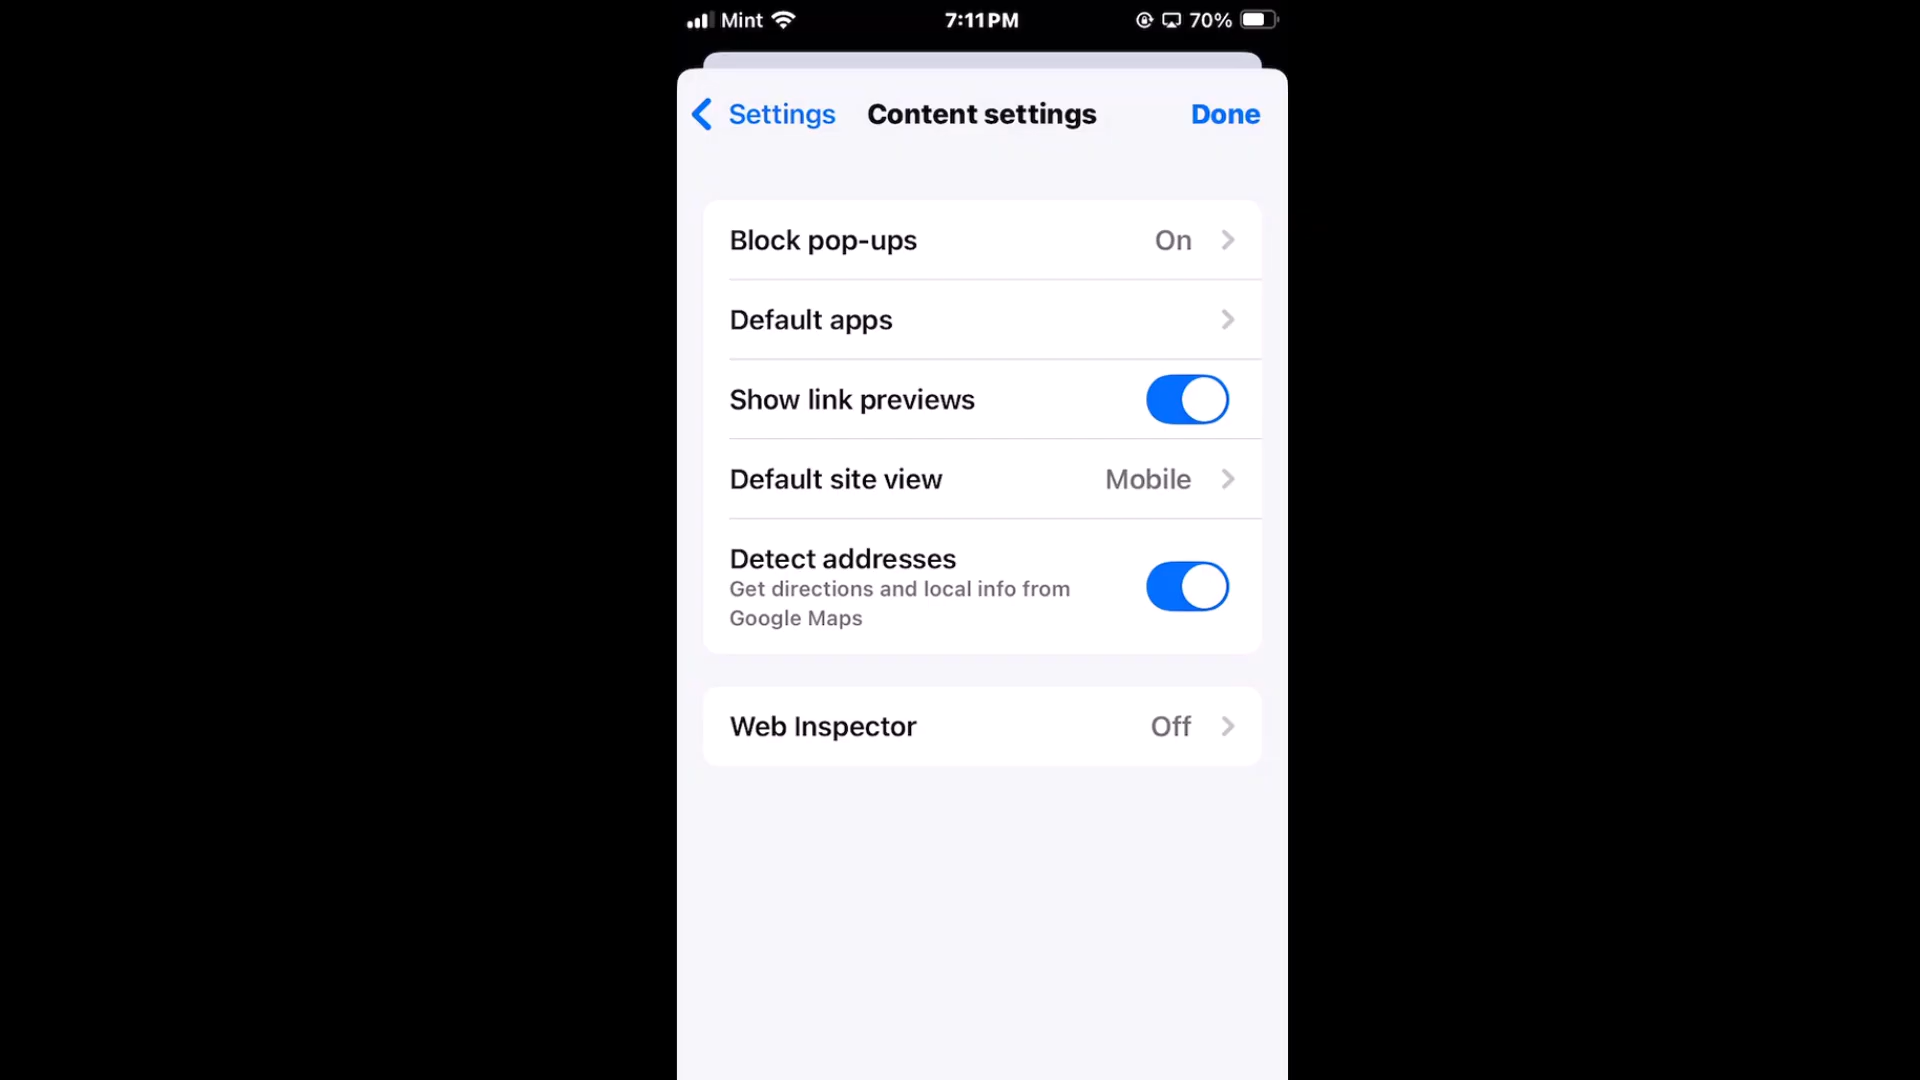 Mint 7:11 PM 70%
Settings Content settings Done
Block pop-ups On
Default apps
Show link previews
Default site view Mobile
Detect addresses
Get directions and local info from
Google Maps
Web Inspector Off